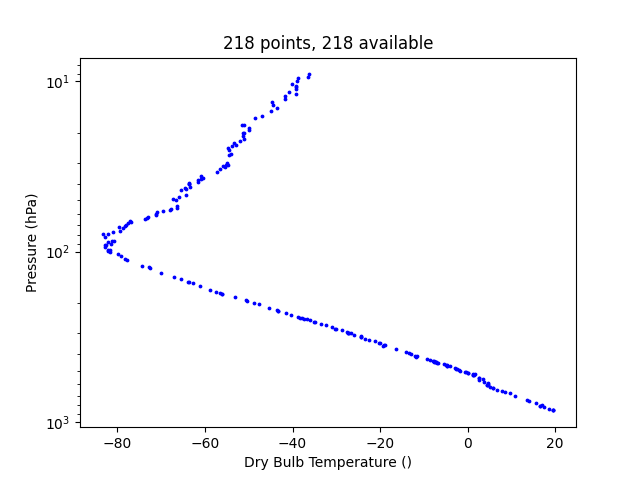 218 points, 218 available
10¹
10²
10³
Pressure (hPa)
−80 −60 −40 −20 0 20
Dry Bulb Temperature ()